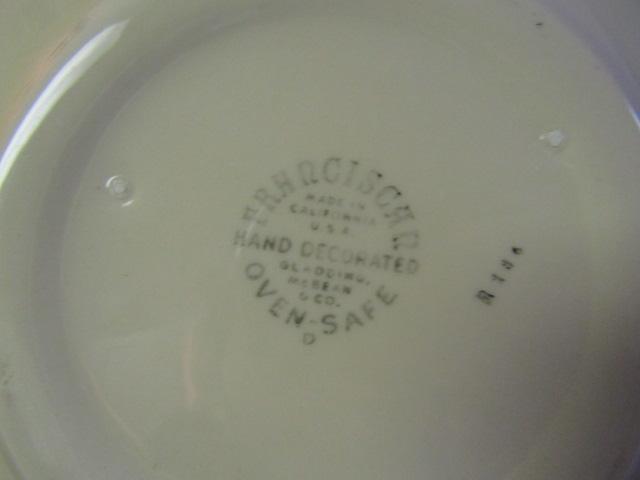 FRANCISCAN
MADE IN
CALIFORNIA
U.S.A.
HAND DECORATED
GLADDING,
McBEAN
& CO.
OVEN-SAFE
D